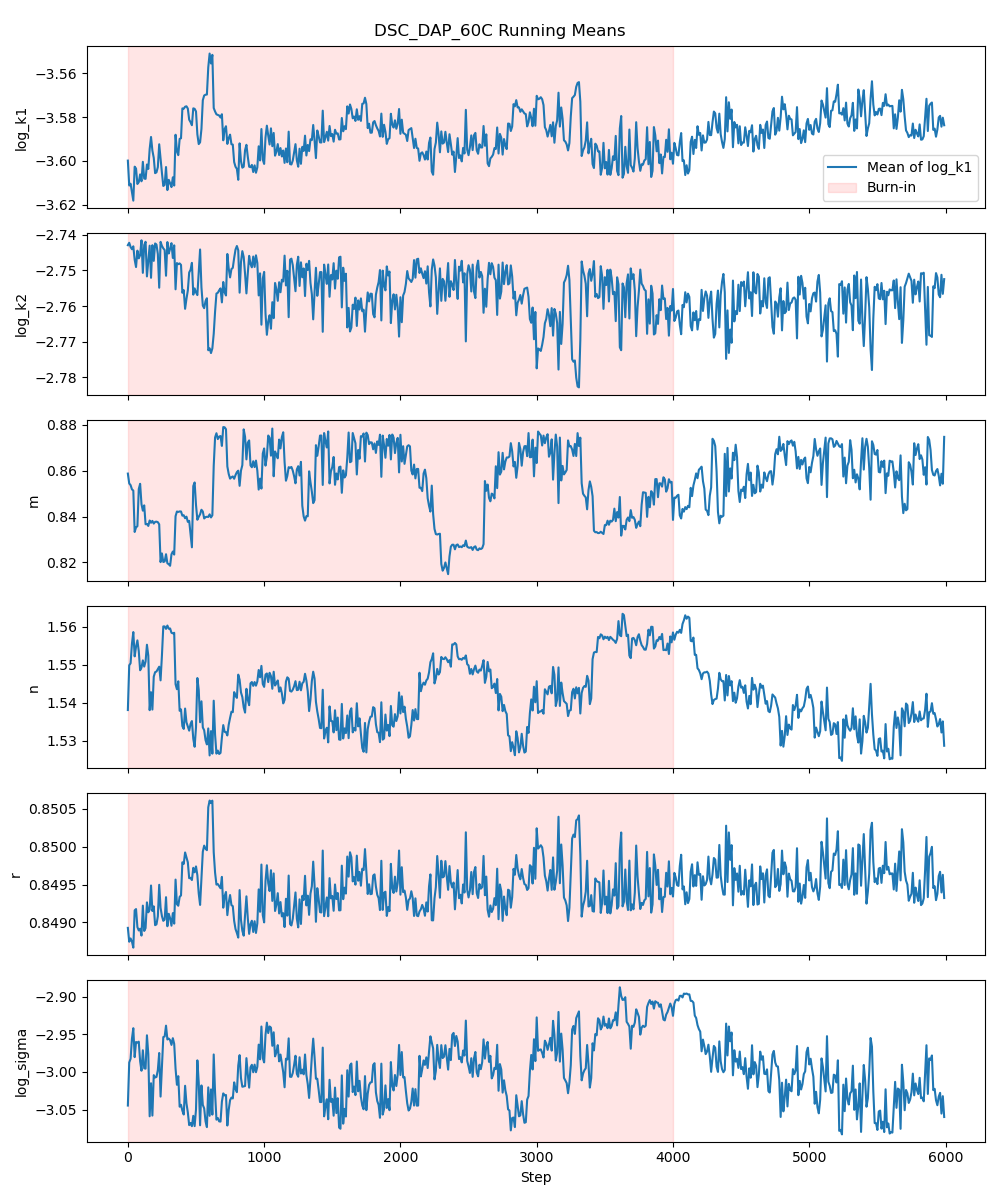 DSC_DAP_60C Running Means
−3.56
−3.58
−3.60
−3.62
log_k1
Mean of log_k1
Burn-in
−2.74
−2.75
−2.76
−2.77
−2.78
log_k2
0.88
0.86
0.84
0.82
m
1.56
1.55
1.54
1.53
n
0.8505
0.8500
0.8495
0.8490
r
−2.90
−2.95
−3.00
−3.05
log_sigma
0 1000 2000 3000 4000 5000 6000
Step